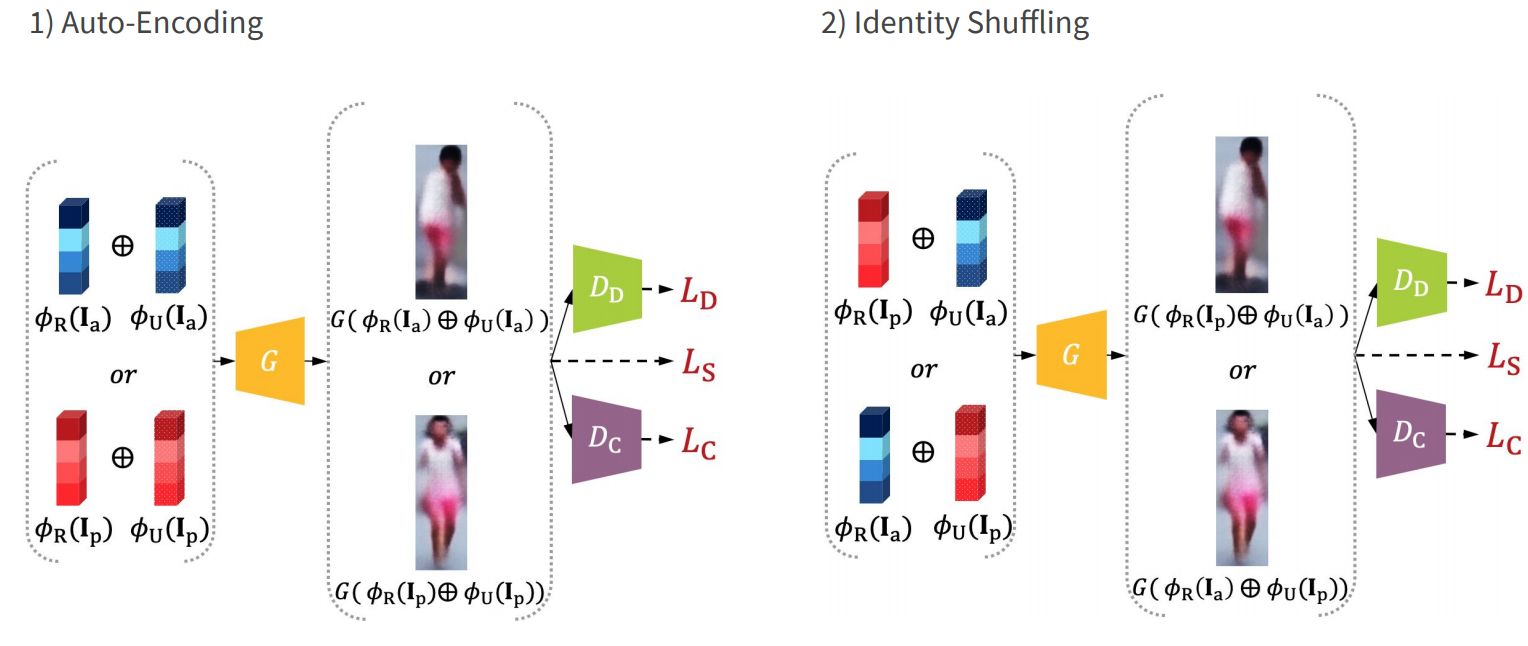 1) Auto-Encoding
ϕR(Ia) ⊕ ϕU(Ia)
or
ϕR(Ip) ⊕ ϕU(Ip)
G
G( ϕR(Ia) ⊕ ϕU(Ia) )
or
G( ϕR(Ip)⊕ ϕU(Ip))
DD
LD
LS
DC
LC
2) Identity Shuffling
ϕR(Ip) ⊕ ϕU(Ia)
or
ϕR(Ia) ⊕ ϕU(Ip)
G
G( ϕR(Ip)⊕ ϕU(Ia) )
or
G( ϕR(Ia) ⊕ ϕU(Ip))
DD
LD
LS
DC
LC